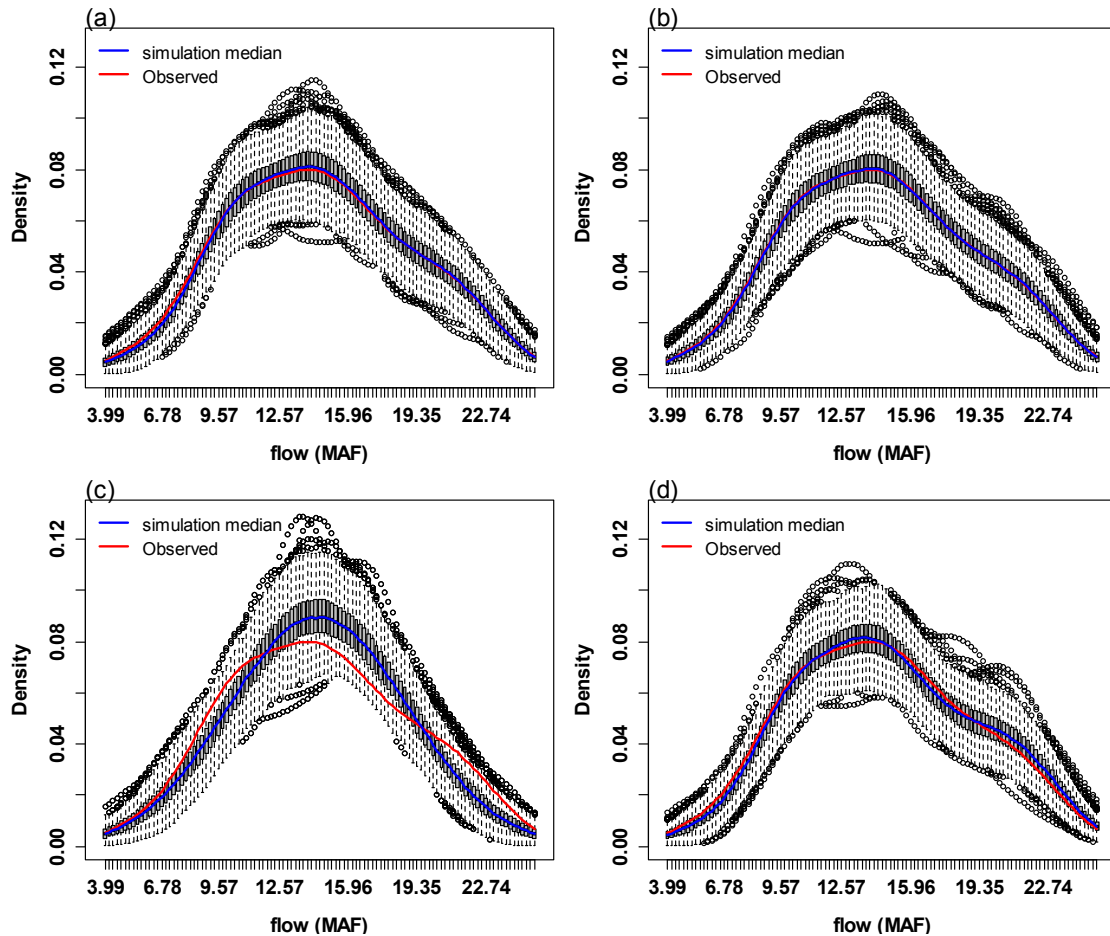 (a)
simulation median
Observed
0.12
0.08
0.04
0.00
Density
3.99 6.78 9.57 12.57 15.96 19.35 22.74
flow (MAF)
(b)
simulation median
Observed
0.12
0.08
0.04
0.00
Density
3.99 6.78 9.57 12.57 15.96 19.35 22.74
flow (MAF)
(c)
simulation median
Observed
0.12
0.08
0.04
0.00
Density
3.99 6.78 9.57 12.57 15.96 19.35 22.74
flow (MAF)
(d)
simulation median
Observed
0.12
0.08
0.04
0.00
Density
3.99 6.78 9.57 12.57 15.96 19.35 22.74
flow (MAF)